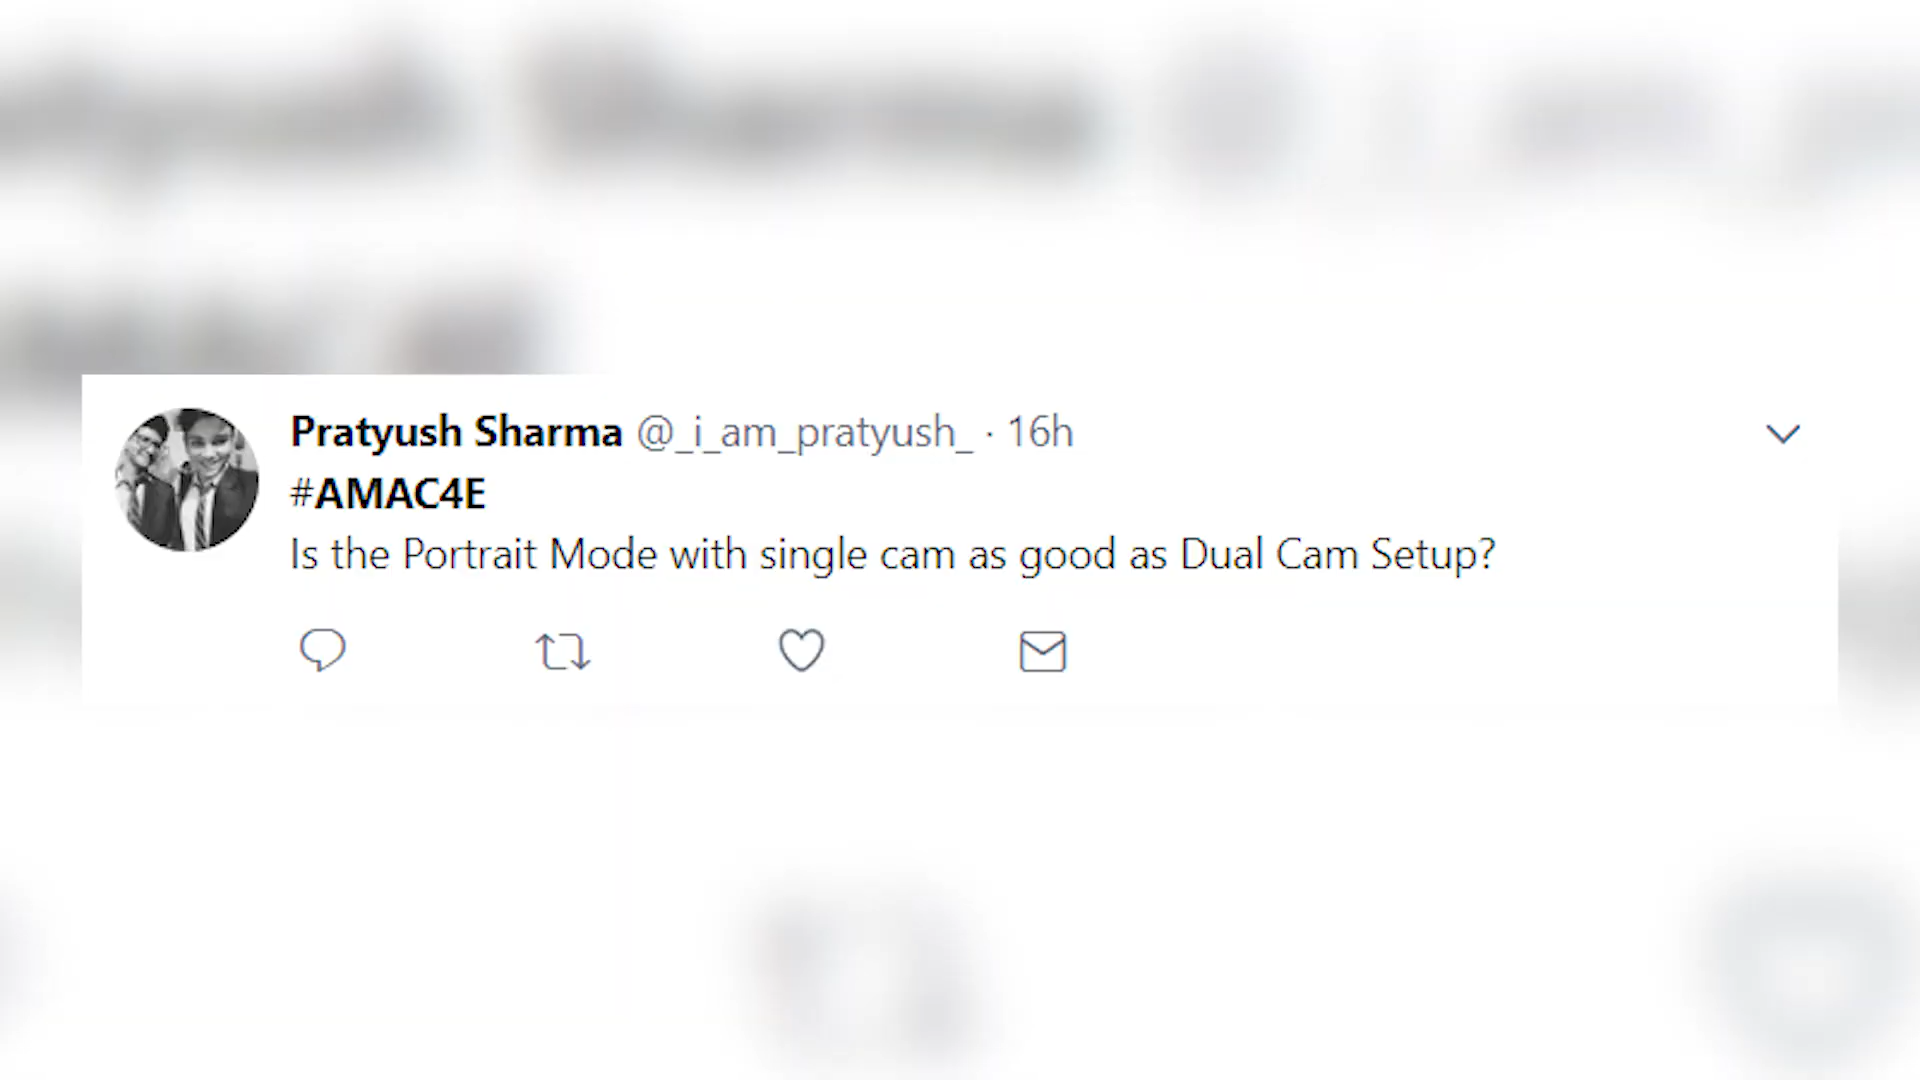 Pratyush Sharma @_i_am_pratyush_ · 16h
#AMAC4E
Is the Portrait Mode with single cam as good as Dual Cam Setup?